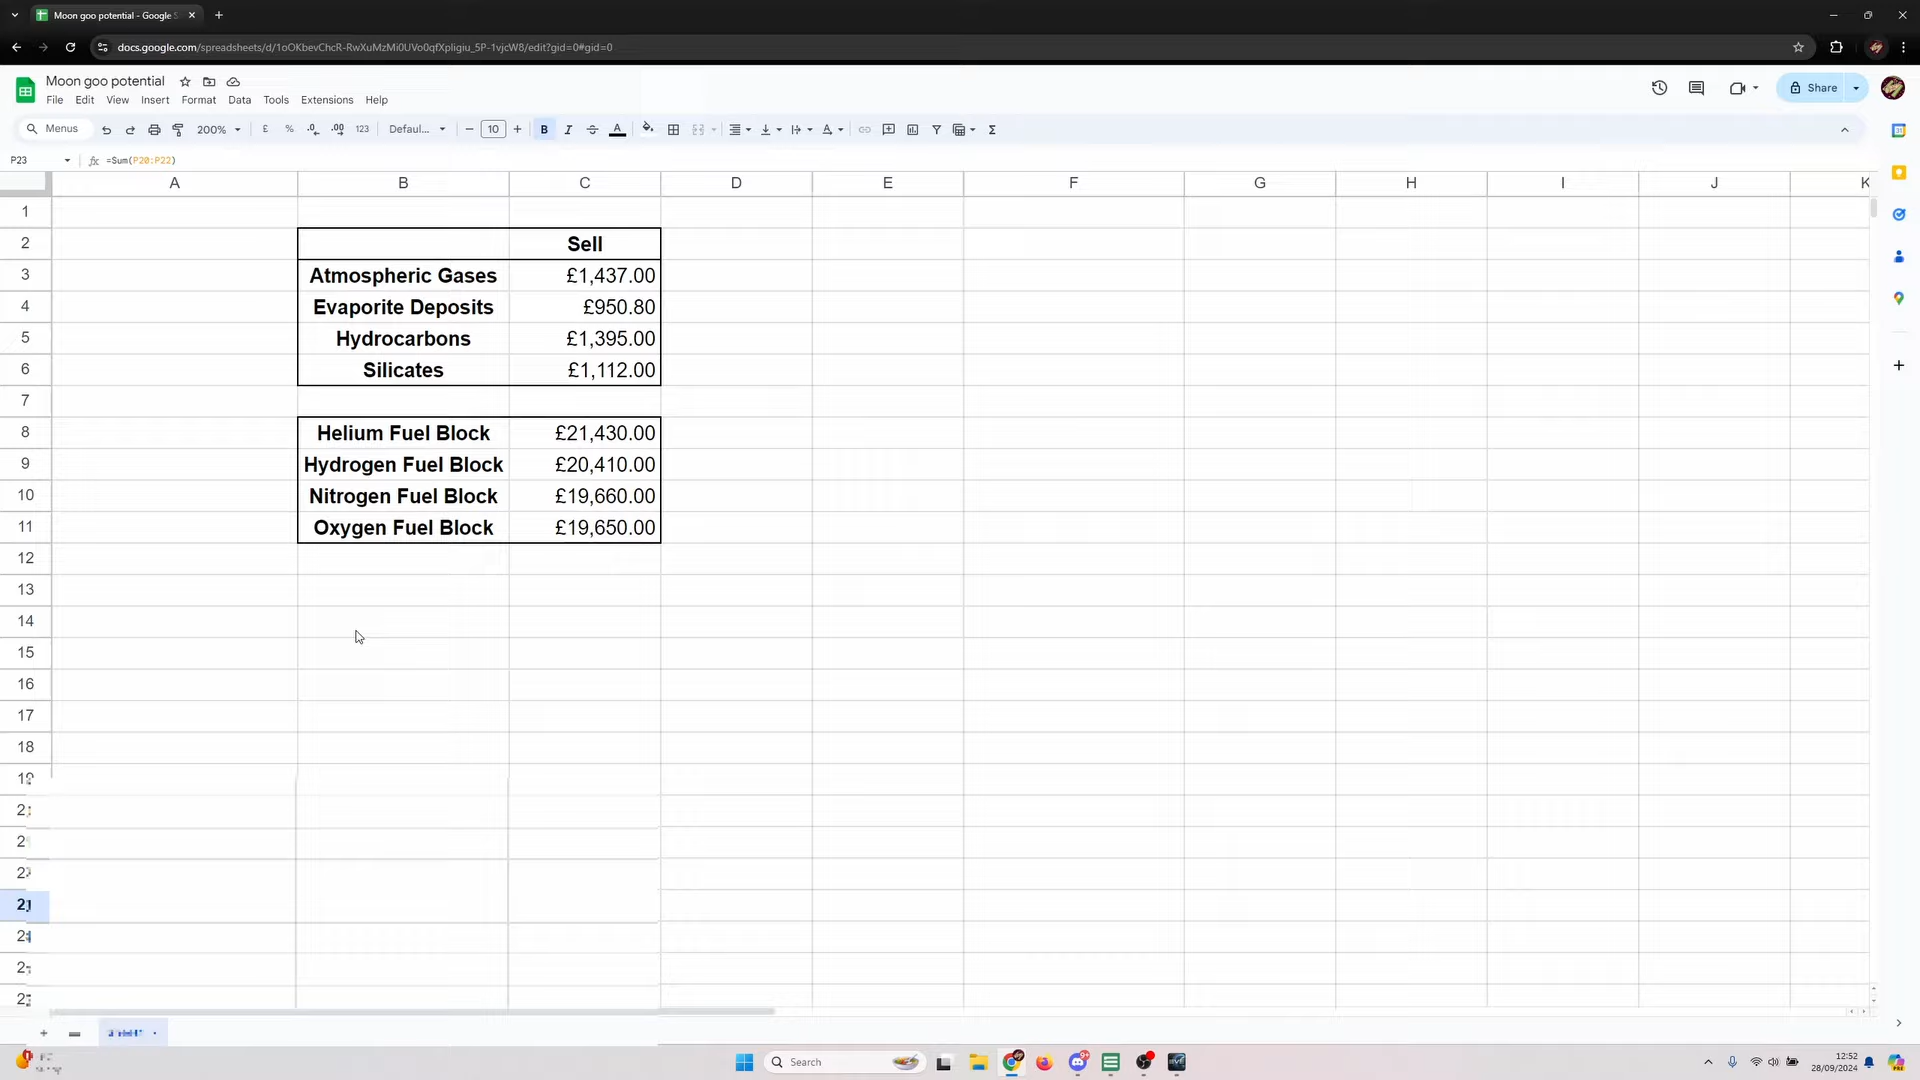 Moon goo potential - Google S
docs.google.com/spreadsheets/d/1oOKbevChcR-RwXuMzMi0UVo0qfXpligiu_5P-1vjcW8/edit?gid=0#gid=0
Moon goo potential
File Edit View Insert Format Data Tools Extensions Help
Share
Menus 200% £ % .0 .00 123 Defaul... 10 B I A
P23 fx =Sum(P20:P22)
A B C D E F G H I J K
1
2 Sell
3 Atmospheric Gases £1,437.00
4 Evaporite Deposits £950.80
5 Hydrocarbons £1,395.00
6 Silicates £1,112.00
7
8 Helium Fuel Block £21,430.00
9 Hydrogen Fuel Block £20,410.00
10 Nitrogen Fuel Block £19,660.00
11 Oxygen Fuel Block £19,650.00
12
13
14
15
16
17
18
Search
12:52
28/09/2024